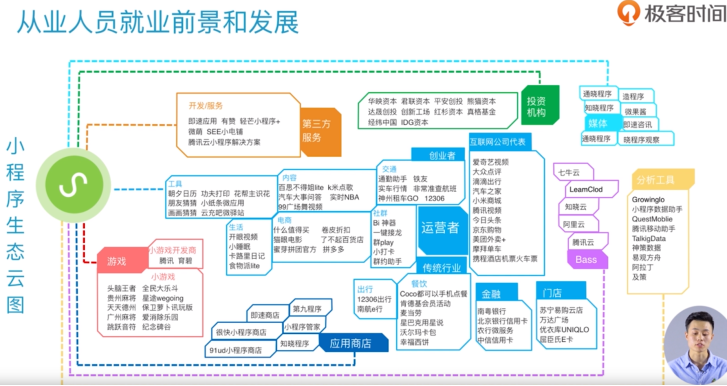 从业人员就业前景和发展
极客时间
小程序生态云图
开发/服务
即速应用 有赞 轻芒小程序+
微萌 SEE小电铺
腾讯云小程序解决方案
第三方服务
华映资本 君联资本 平安创投 熊猫资本
达晨创投 创新工场 红杉资本 真格基金
经纬中国 IDG资本
投资机构
通晓程序 造程序
知晓程序 微果酱
媒体 即速咨讯
通晓程序 晓程序观察
工具
朝夕日历 功夫打印 花帮主识花
朋友猜猜 小纸条微应用
画画猜猜 云充吧微驿站
内容
百思不得姐lite k米点歌
汽车大事问答 实时NBA
99广场舞视频
创业者
交通
通勤助手 铁友
实车行情 非常准查航班
神州租车GO 12306
互联网公司代表
爱奇艺视频
大众点评
滴滴出行
汽车之家
小米商城
腾讯视频
今日头条
京东购物
美团外卖+
摩拜单车
携程酒店机票火车票
七牛云
LeamClod
知晓云
阿里云
腾讯云
Bass
分析工具
Growinglo
小程序数据助手
QuestMoblie
腾讯移动助手
TalkigData
神策数据
易观方舟
阿拉丁
及策
生活
开眼视频
小睡眠
卡路里日记
食物派lite
电商
什么值得买 卷皮折扣
猫眼电影 了不起百货店
蜜芽拼团官方 拼多多
社群
Bi 神器
一键接龙
群play
小打卡
群约助手
运营者
游戏
小游戏开发商
腾讯 育碧
小游戏
头脑王者 全民大乐斗
贵州麻将 星途wegoing
天天德州 保卫萝卜讯玩版
广州麻将 爱消除乐园
跳跃音符 纪念碑谷
传统行业
出行
12306出行
南航e行
餐饮
Coco都可以手机点餐
肯德基会员活动
麦当劳
星巴克用星说
沃尔玛卡包
幸福西饼
金融
南粤银行
北京银行信用卡
农行微服务
中信信用卡
门店
苏宁易购云店
万达广场
优衣库UNIQLO
屈臣氏E卡
即速商店 第九程序
很快小程序商店 小程序管家
91ud小程序商店 知晓程序
应用商店